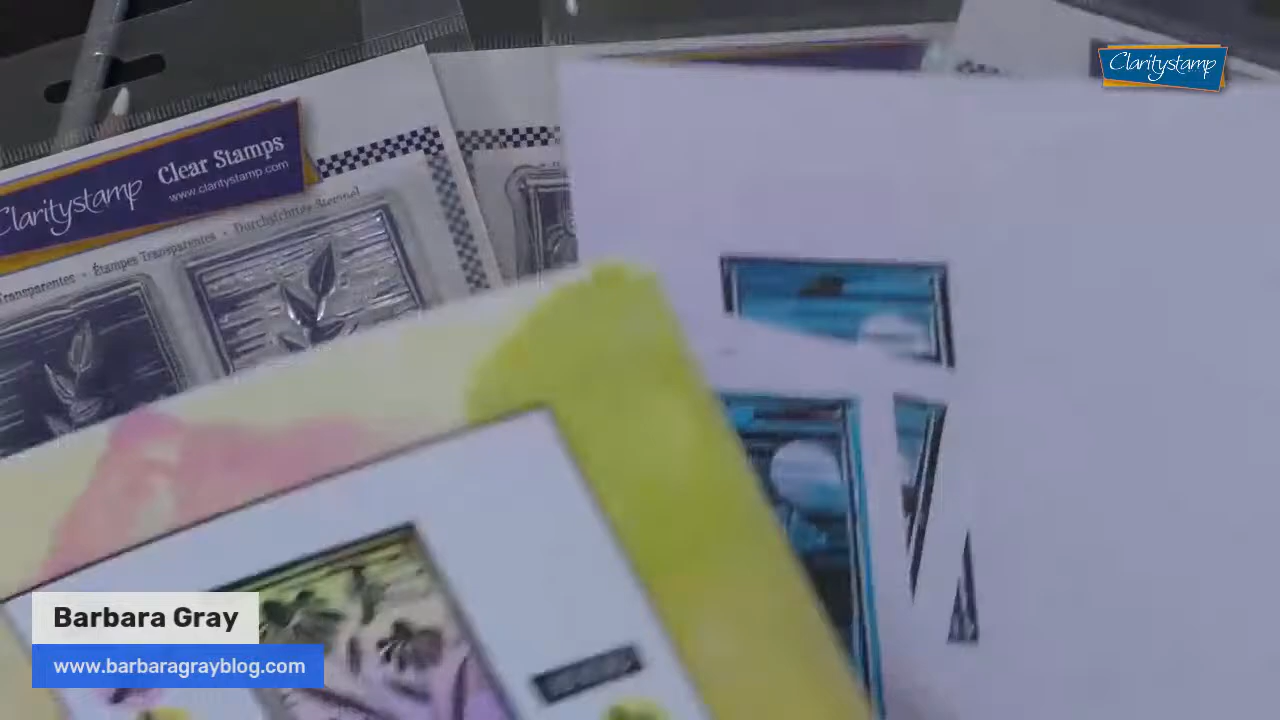 Claritystamp
Claritystamp Clear Stamps
www.claritystamp.com
Transparentes • Étampes Transparentes • Durchsichtige Stempel
Barbara Gray
www.barbaragrayblog.com